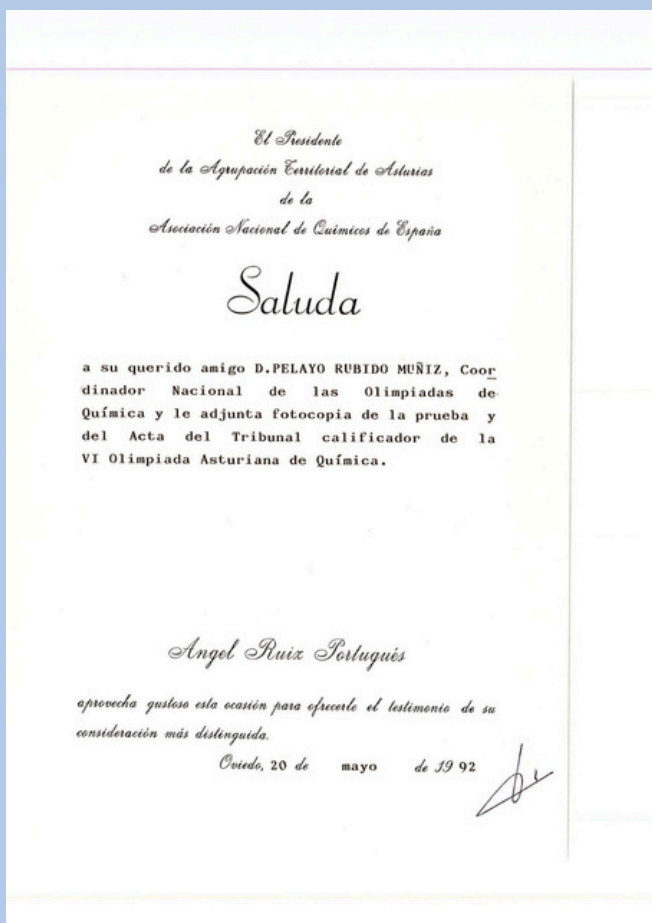 El Presidente
de la Agrupación Territorial de Asturias
de la
Asociación Nacional de Químicos de España
Saluda
a su querido amigo D.PELAYO RUBIDO MUÑIZ, Coor
dinador Nacional de las Olimpiadas de
Química y le adjunta fotocopia de la prueba y
del Acta del Tribunal calificador de la
VI Olimpiada Asturiana de Química.
Angel Ruiz Portugués
aprovecha gustoso esta ocasión para ofrecerle el testimonio de su
consideración más distinguida.
Oviedo, 20 de mayo de 19 92